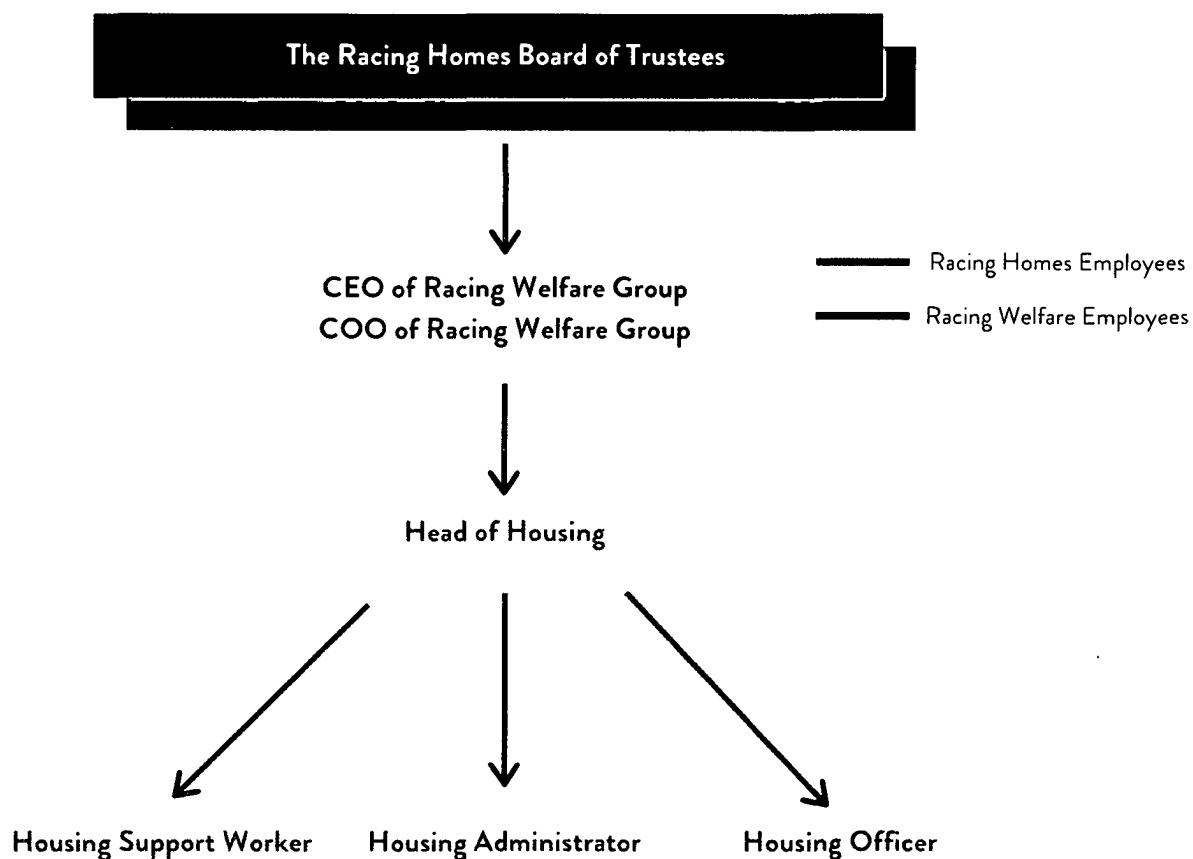 The Racing Homes Board of Trustees
CEO of Racing Welfare Group
COO of Racing Welfare Group
Racing Homes Employees
Racing Welfare Employees
Head of Housing
Housing Support Worker
Housing Administrator
Housing Officer